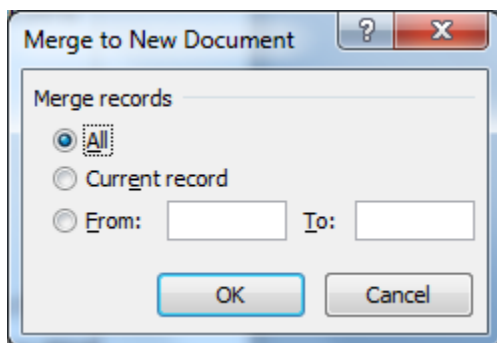 Merge to New Document ? X
Merge records
All
Current record
From: To:
OK Cancel